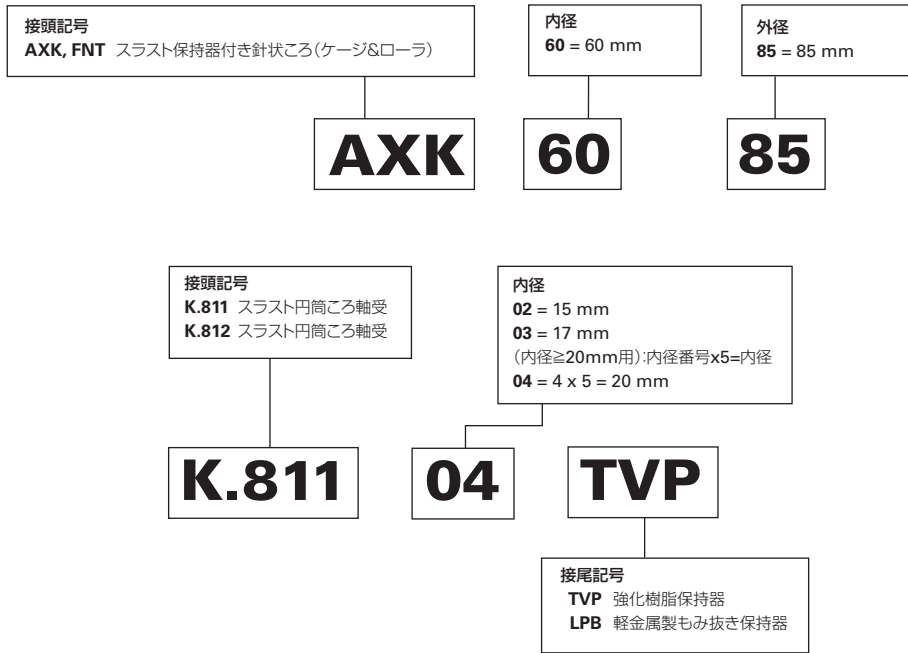 接頭記号
AXK, FNT スラスト保持器付き針状ころ(ケージ&ローラ)
内径
60 = 60 mm
外径
85 = 85 mm
AXK
60
85
接頭記号
K.811 スラスト円筒ころ軸受
K.812 スラスト円筒ころ軸受
内径
02 = 15 mm
03 = 17 mm
(内径≧20mm用):内径番号x5=内径
04 = 4 x 5 = 20 mm
K.811
04
TVP
接尾記号
TVP 強化樹脂保持器
LPB 軽金属製もみ抜き保持器